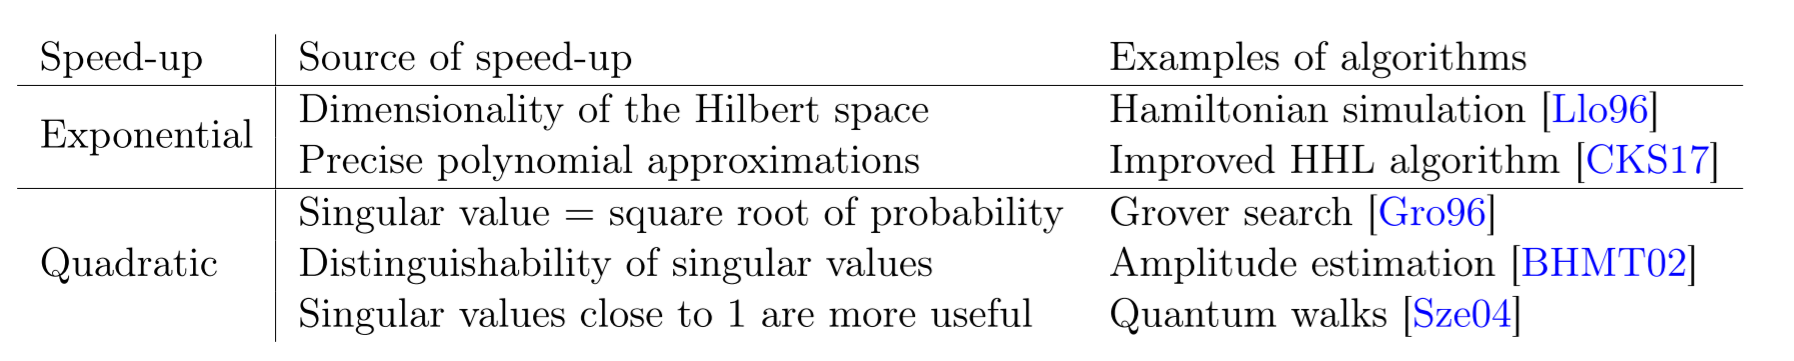 Speed-up Source of speed-up Examples of algorithms
Exponential
Dimensionality of the Hilbert space Hamiltonian simulation [Llo96]
Precise polynomial approximations Improved HHL algorithm [CKS17]
Quadratic
Singular value = square root of probability Grover search [Gro96]
Distinguishability of singular values Amplitude estimation [BHMT02]
Singular values close to 1 are more useful Quantum walks [Sze04]